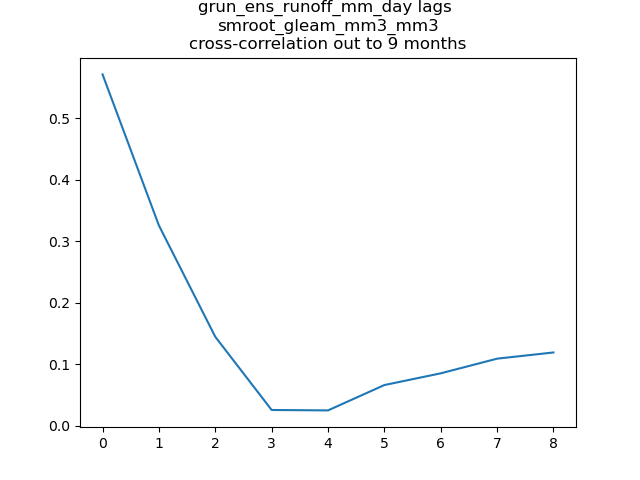 grun_ens_runoff_mm_day lags
smroot_gleam_mm3_mm3
cross-correlation out to 9 months
0.5
0.4
0.3
0.2
0.1
0.0
0 1 2 3 4 5 6 7 8